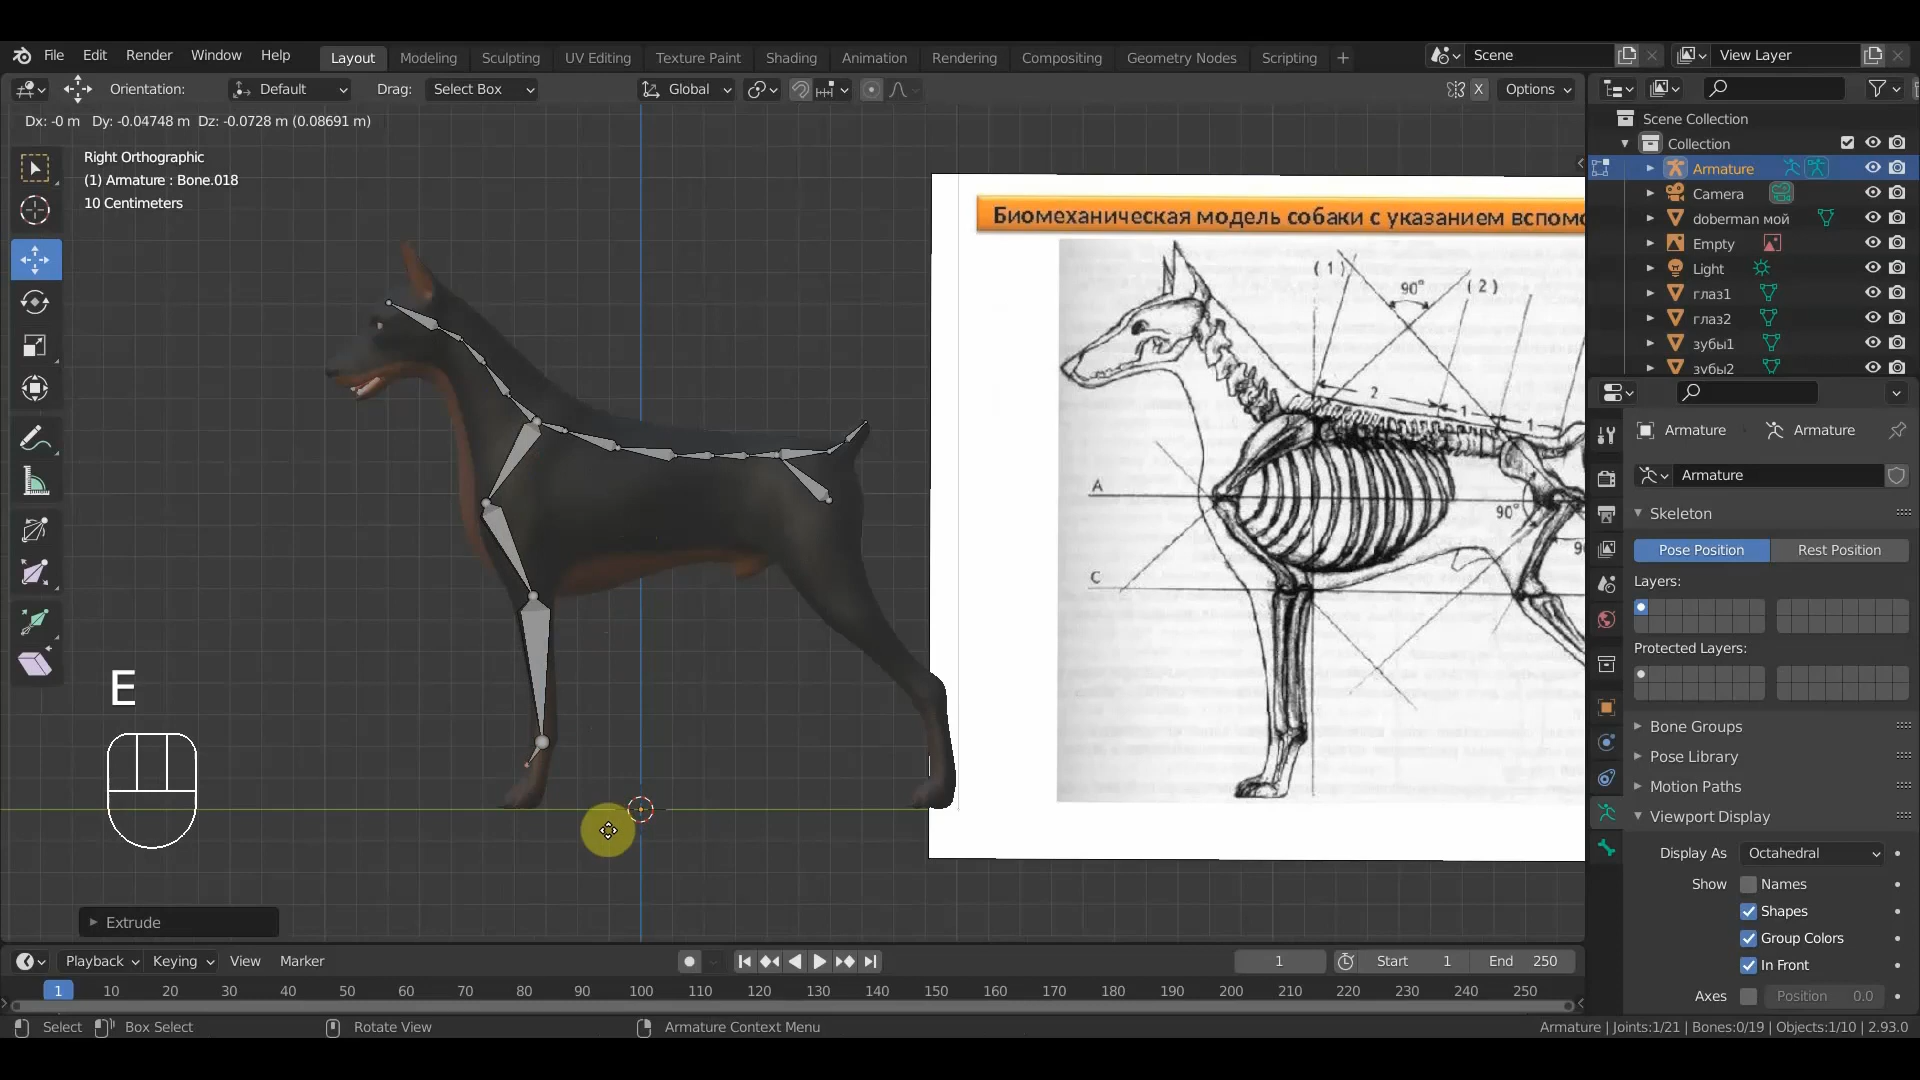 File Edit Render Window Help Layout Modeling Sculpting UV Editing Texture Paint Shading Animation Rendering Compositing Geometry Nodes Scripting + Scene View Layer
Orientation: Default Drag: Select Box Global X Options
Dx: -0 m Dy: -0.04748 m Dz: -0.0728 m (0.08691 m)
Right Orthographic
(1) Armature : Bone.018
10 Centimeters
Биомеханическая модель собаки с указанием вспомо
(1)
90°
(2)
2
1
1
A
90°
9
C
E
Extrude
Scene Collection
Collection
Armature
Camera
doberman мой
Empty
Light
глаз1
глаз2
зубы1
зубы2
Armature Armature
Armature
Skeleton
Pose Position Rest Position
Layers:
Protected Layers:
Bone Groups
Pose Library
Motion Paths
Viewport Display
Display As Octahedral
Show Names
Shapes
Group Colors
In Front
Axes Position 0.0
Playback Keying View Marker 1 Start 1 End 250
1 10 20 30 40 50 60 70 80 90 100 110 120 130 140 150 160 170 180 190 200 210 220 230 240 250
Select Box Select Rotate View Armature Context Menu Armature | Joints:1/21 | Bones:0/19 | Objects:1/10 | 2.93.0